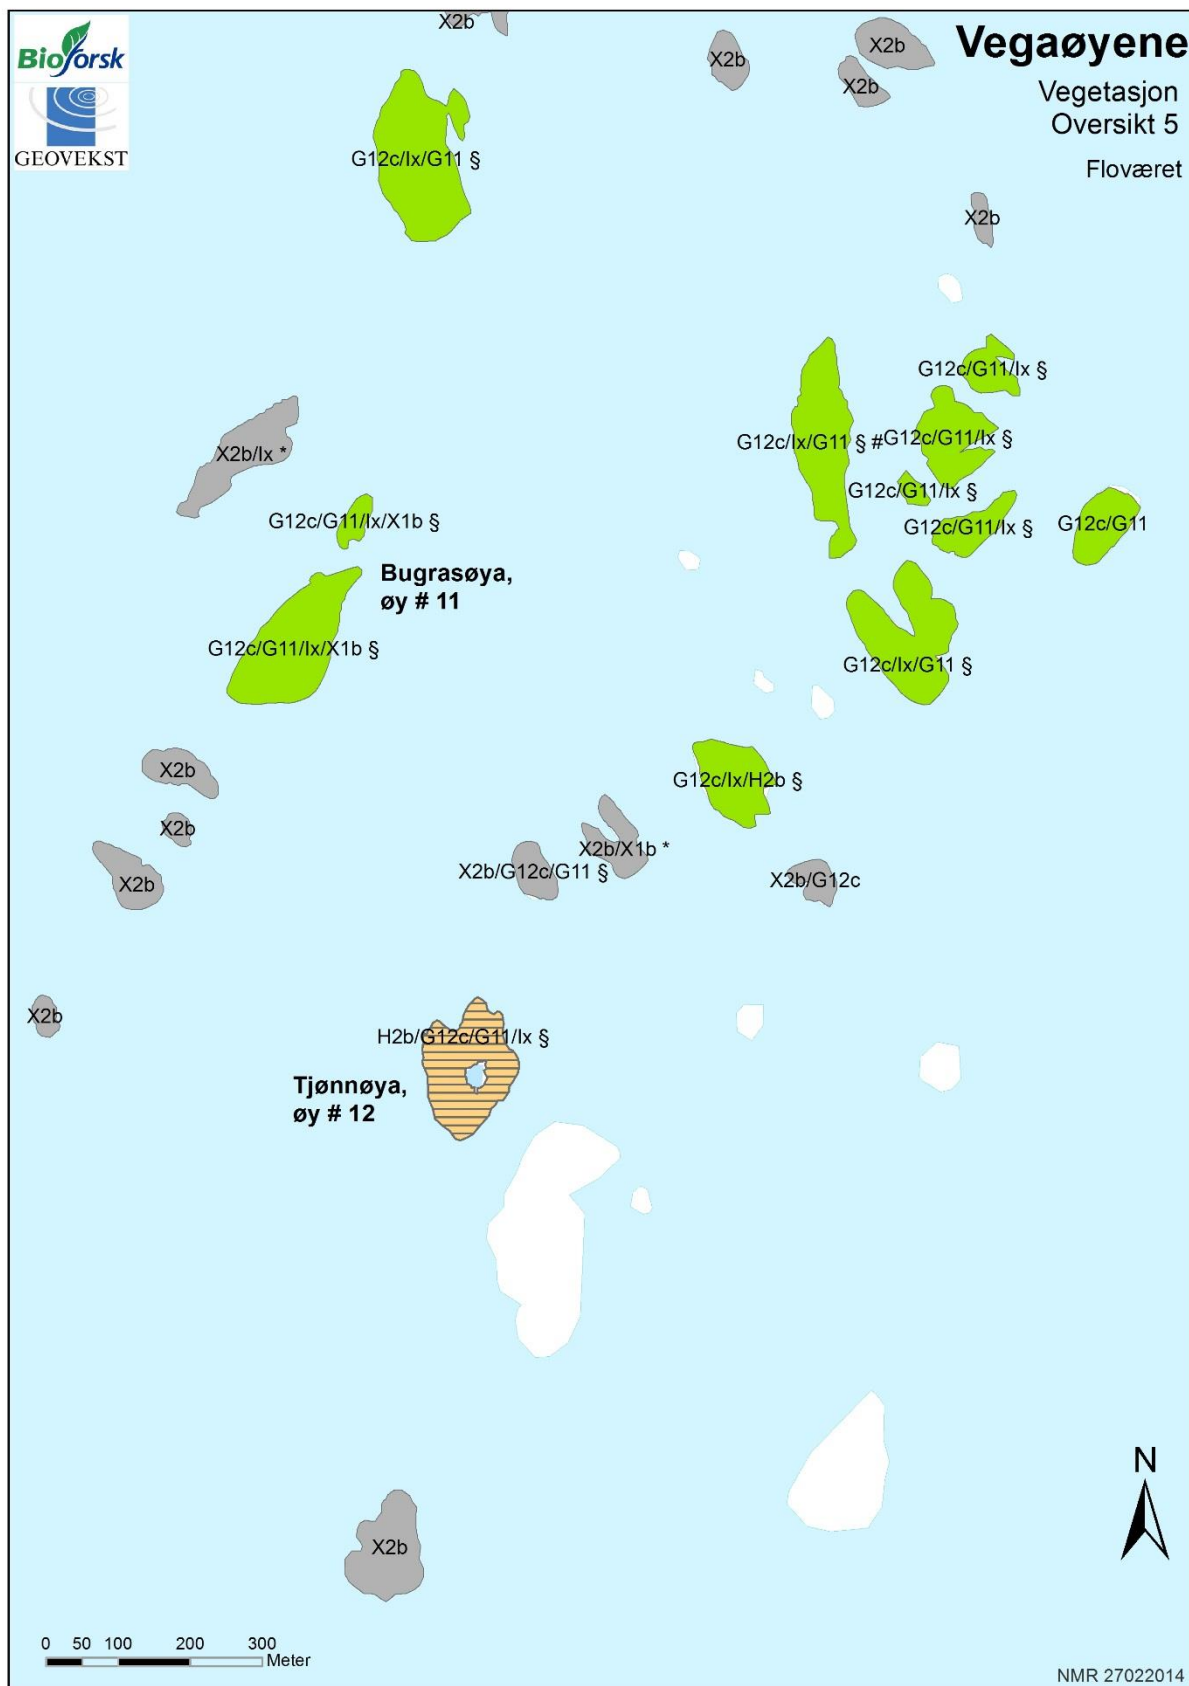 Bioforsk
GEOVEKST
Vegaøyene
Vegetasjon
Oversikt 5
Floværet
X2b
X2b
X2b
X2b
G12c/Ix/G11 §
X2b
G12c/G11/Ix §
G12c/Ix/G11 § #
G12c/G11/Ix §
X2b/Ix *
G12c/G11/Ix §
G12c/G11/Ix/X1b §
G12c/G11/Ix §
G12c/G11
Bugrasøya,
øy # 11
G12c/G11/Ix/X1b §
G12c/Ix/G11 §
X2b
G12c/Ix/H2b §
X2b
X2b/X1b *
X2b/G12c/G11 §
X2b/G12c
X2b
X2b
H2b/G12c/G11/Ix §
Tjønnøya,
øy # 12
N
X2b
0 50 100 200 300
Meter
NMR 27022014